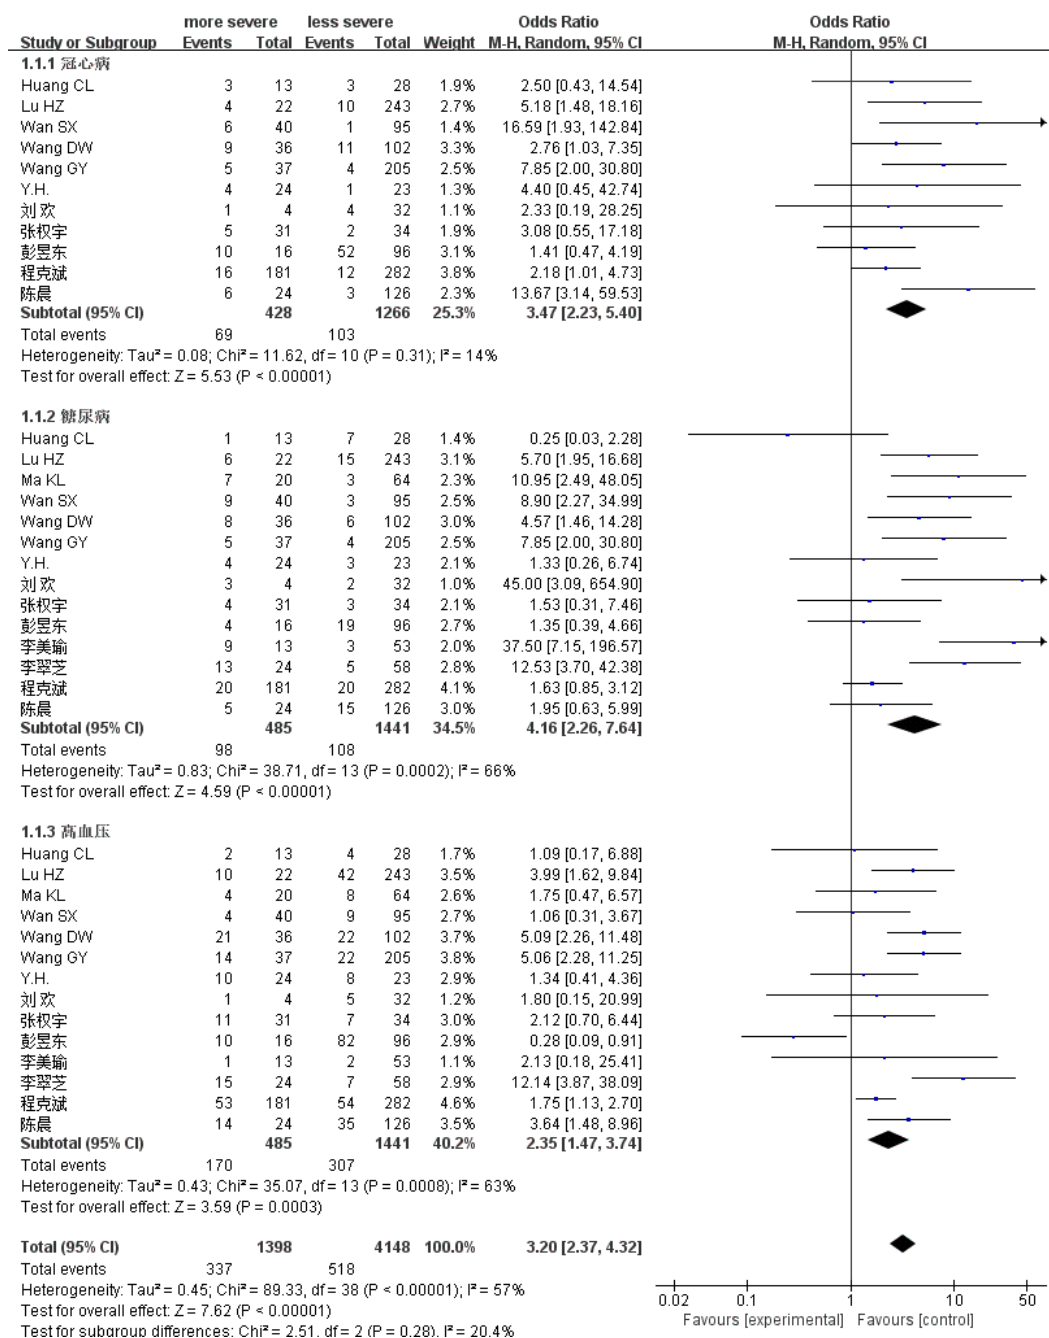 more severe less severe Odds Ratio Odds Ratio
Study or Subgroup Events Total Events Total Weight M-H, Random, 95% CI M-H, Random, 95% CI
1.1.1 冠心病
Huang CL 3 13 3 28 1.9% 2.50 [0.43, 14.54]
Lu HZ 4 22 10 243 2.7% 5.18 [1.48, 18.16]
Wan SX 6 40 1 95 1.4% 16.59 [1.93, 142.84]
Wang DW 9 36 11 102 3.3% 2.76 [1.03, 7.35]
Wang GY 5 37 4 205 2.5% 7.85 [2.00, 30.80]
Y.H. 4 24 1 23 1.3% 4.40 [0.45, 42.74]
刘 欢 1 4 4 32 1.1% 2.33 [0.19, 28.25]
张权宇 5 31 2 34 1.9% 3.08 [0.55, 17.18]
彭昱东 10 16 52 96 3.1% 1.41 [0.47, 4.19]
程克斌 16 181 12 282 3.8% 2.18 [1.01, 4.73]
陈晨 6 24 3 126 2.3% 13.67 [3.14, 59.53]
Subtotal (95% CI) 428 1266 25.3% 3.47 [2.23, 5.40]
Total events 69 103
Heterogeneity: Tau² = 0.08; Chi² = 11.62, df = 10 (P = 0.31); I² = 14%
Test for overall effect: Z = 5.53 (P < 0.00001)
1.1.2 糖尿病
Huang CL 1 13 7 28 1.4% 0.25 [0.03, 2.28]
Lu HZ 6 22 15 243 3.1% 5.70 [1.95, 16.68]
Ma KL 7 20 3 64 2.3% 10.95 [2.49, 48.05]
Wan SX 9 40 3 95 2.5% 8.90 [2.27, 34.99]
Wang DW 8 36 6 102 3.0% 4.57 [1.46, 14.28]
Wang GY 5 37 4 205 2.5% 7.85 [2.00, 30.80]
Y.H. 4 24 3 23 2.1% 1.33 [0.26, 6.74]
刘 欢 3 4 2 32 1.0% 45.00 [3.09, 654.90]
张权宇 4 31 3 34 2.1% 1.53 [0.31, 7.46]
彭昱东 4 16 19 96 2.7% 1.35 [0.39, 4.66]
李美瑜 9 13 3 53 2.0% 37.50 [7.15, 196.57]
李翠芝 13 24 5 58 2.8% 12.53 [3.70, 42.38]
程克斌 20 181 20 282 4.1% 1.63 [0.85, 3.12]
陈晨 5 24 15 126 3.0% 1.95 [0.63, 5.99]
Subtotal (95% CI) 485 1441 34.5% 4.16 [2.26, 7.64]
Total events 98 108
Heterogeneity: Tau² = 0.83; Chi² = 38.71, df = 13 (P = 0.0002); I² = 66%
Test for overall effect: Z = 4.59 (P < 0.00001)
1.1.3 高血压
Huang CL 2 13 4 28 1.7% 1.09 [0.17, 6.88]
Lu HZ 10 22 42 243 3.5% 3.99 [1.62, 9.84]
Ma KL 4 20 8 64 2.6% 1.75 [0.47, 6.57]
Wan SX 4 40 9 95 2.7% 1.06 [0.31, 3.67]
Wang DW 21 36 22 102 3.7% 5.09 [2.26, 11.48]
Wang GY 14 37 22 205 3.8% 5.06 [2.28, 11.25]
Y.H. 10 24 8 23 2.9% 1.34 [0.41, 4.36]
刘 欢 1 4 5 32 1.2% 1.80 [0.15, 20.99]
张权宇 11 31 7 34 3.0% 2.12 [0.70, 6.44]
彭昱东 10 16 82 96 2.9% 0.28 [0.09, 0.91]
李美瑜 1 13 2 53 1.1% 2.13 [0.18, 25.41]
李翠芝 15 24 7 58 2.9% 12.14 [3.87, 38.09]
程克斌 53 181 54 282 4.6% 1.75 [1.13, 2.70]
陈晨 14 24 35 126 3.5% 3.64 [1.48, 8.96]
Subtotal (95% CI) 485 1441 40.2% 2.35 [1.47, 3.74]
Total events 170 307
Heterogeneity: Tau² = 0.43; Chi² = 35.07, df = 13 (P = 0.0008); I² = 63%
Test for overall effect: Z = 3.59 (P = 0.0003)
Total (95% CI) 1398 4148 100.0% 3.20 [2.37, 4.32]
Total events 337 518
Heterogeneity: Tau² = 0.45; Chi² = 89.33, df = 38 (P < 0.00001); I² = 57%
Test for overall effect: Z = 7.62 (P < 0.00001)
Test for subgroup differences: Chi² = 2.51, df = 2 (P = 0.28), I² = 20.4%
0.02 0.1 1 10 50
Favours [experimental] Favours [control]